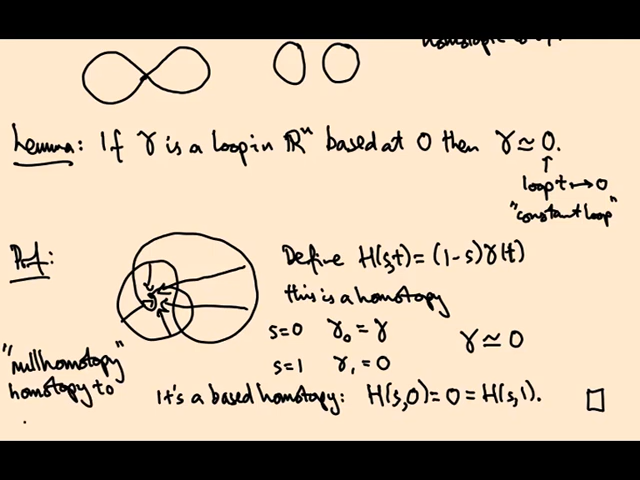 Lemma: If γ is a loop in ℝⁿ based at 0 then γ ≃ 0.
↑
loop t ↦ 0
"constant loop"
Prf:
Define H(s,t) = (1-s)γ(t)
this is a homotopy
s=0 γ₀ = γ
γ ≃ 0
s=1 γ₁ = 0
"nullhomotopy"
homotopy to
It's a based homotopy: H(s,0) = 0 = H(s,1). □